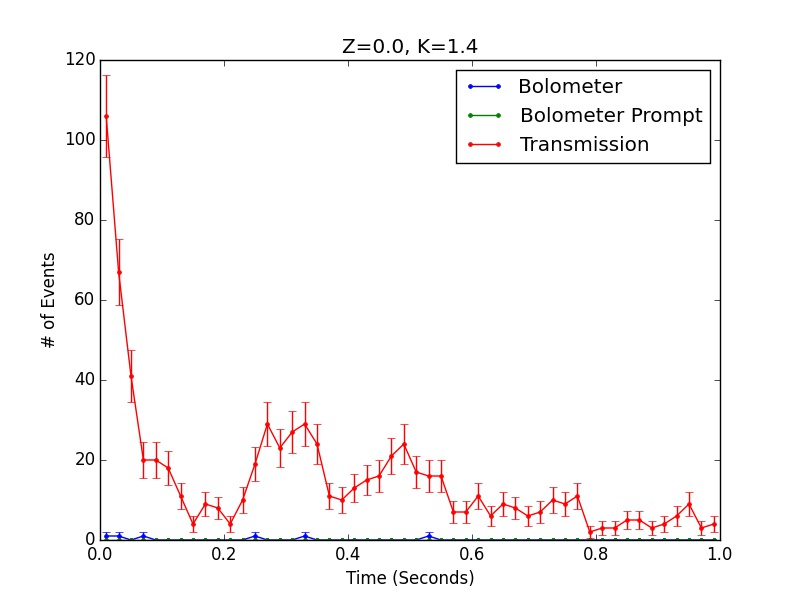 Z=0.0, K=1.4
120
100
80
60
40
20
0
# of Events
Bolometer
Bolometer Prompt
Transmission
0.0 0.2 0.4 0.6 0.8 1.0
Time (Seconds)